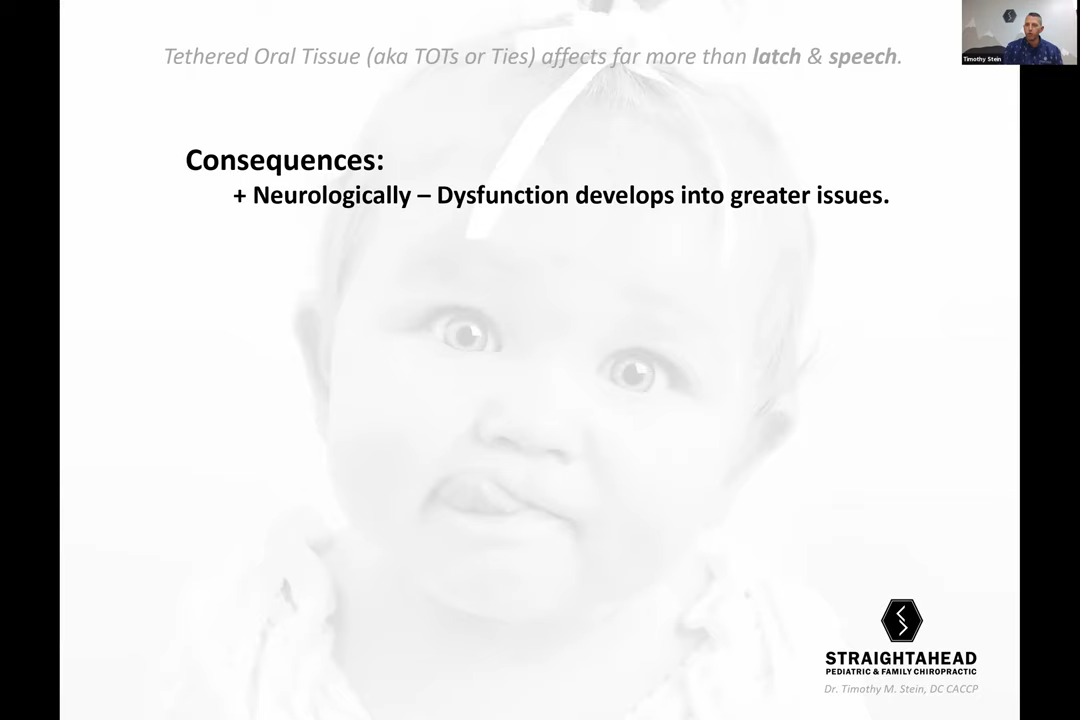 Tethered Oral Tissue (aka TOTs or Ties) affects far more than latch & speech.
Timothy Stein
Consequences:
+ Neurologically – Dysfunction develops into greater issues.
STRAIGHTAHEAD
PEDIATRIC & FAMILY CHIROPRACTIC
Dr. Timothy M. Stein, DC CACCP